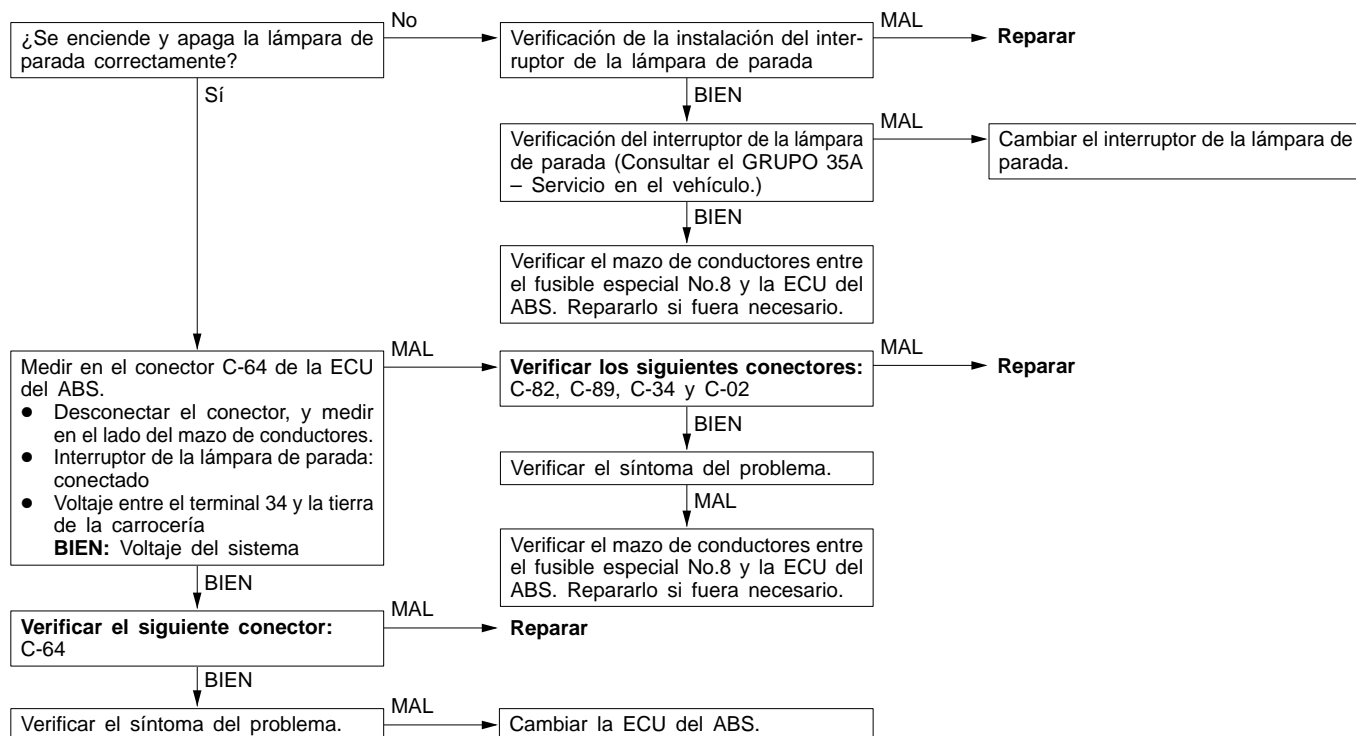 ¿Se enciende y apaga la lámpara de
parada correctamente?
No
Verificación de la instalación del inter-
ruptor de la lámpara de parada
MAL
Reparar
Sí
BIEN
Verificación del interruptor de la lámpara
de parada (Consultar el GRUPO 35A
– Servicio en el vehículo.)
MAL
Cambiar el interruptor de la lámpara de
parada.
BIEN
Verificar el mazo de conductores entre
el fusible especial No.8 y la ECU del
ABS. Repararlo si fuera necesario.
Medir en el conector C-64 de la ECU
del ABS.
● Desconectar el conector, y medir
en el lado del mazo de conductores.
● Interruptor de la lámpara de parada:
conectado
● Voltaje entre el terminal 34 y la tierra
de la carrocería
BIEN: Voltaje del sistema
MAL
Verificar los siguientes conectores:
C-82, C-89, C-34 y C-02
MAL
Reparar
BIEN
Verificar el síntoma del problema.
MAL
Verificar el mazo de conductores entre
el fusible especial No.8 y la ECU del
ABS. Repararlo si fuera necesario.
BIEN
Verificar el siguiente conector:
C-64
MAL
Reparar
BIEN
Verificar el síntoma del problema.
MAL
Cambiar la ECU del ABS.